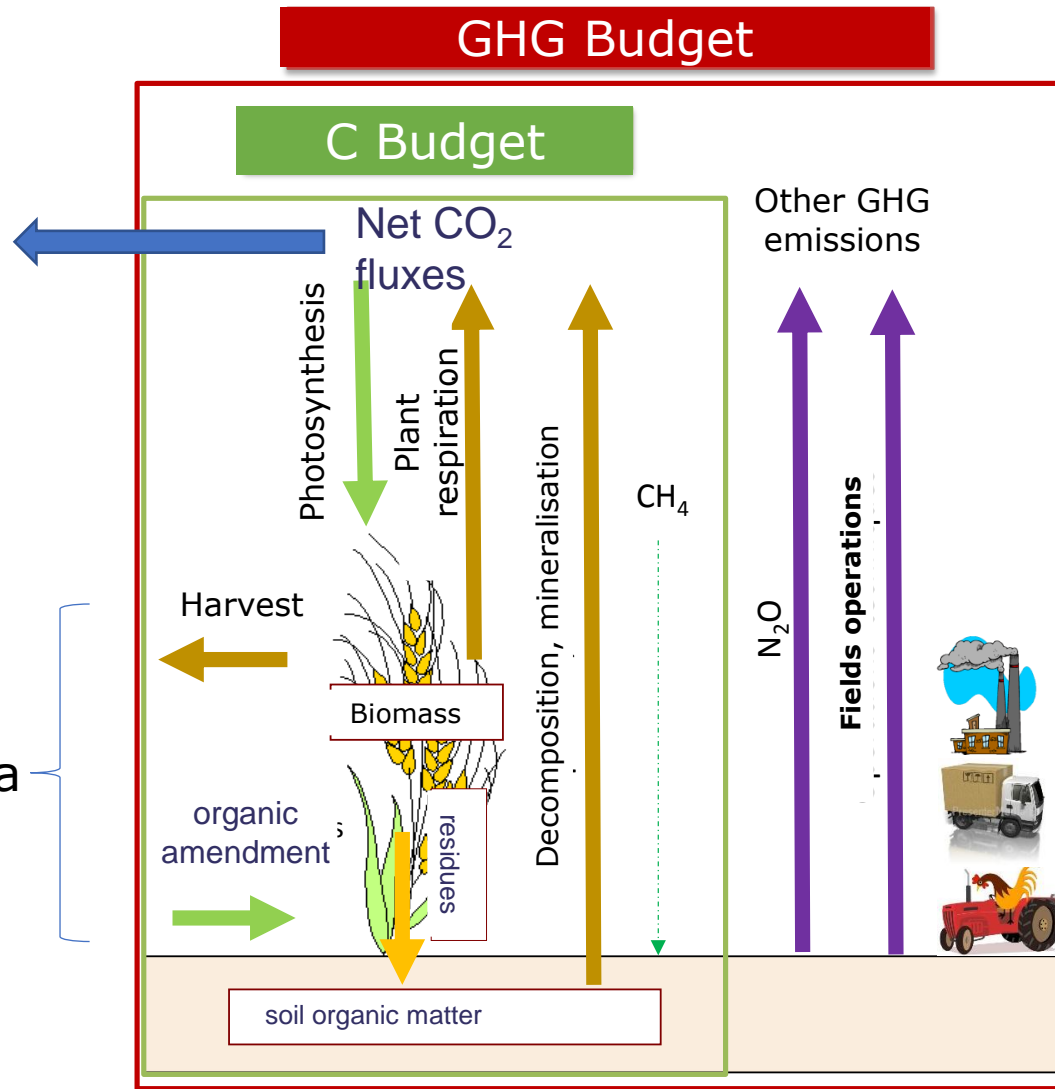 GHG Budget
C Budget
Net CO₂
fluxes
Other GHG
emissions
Photosynthesis
Plant
respiration
Decomposition, mineralisation
CH₄
N₂O
Fields operations
Harvest
Biomass
a
organic
amendment
s
residues
soil organic matter